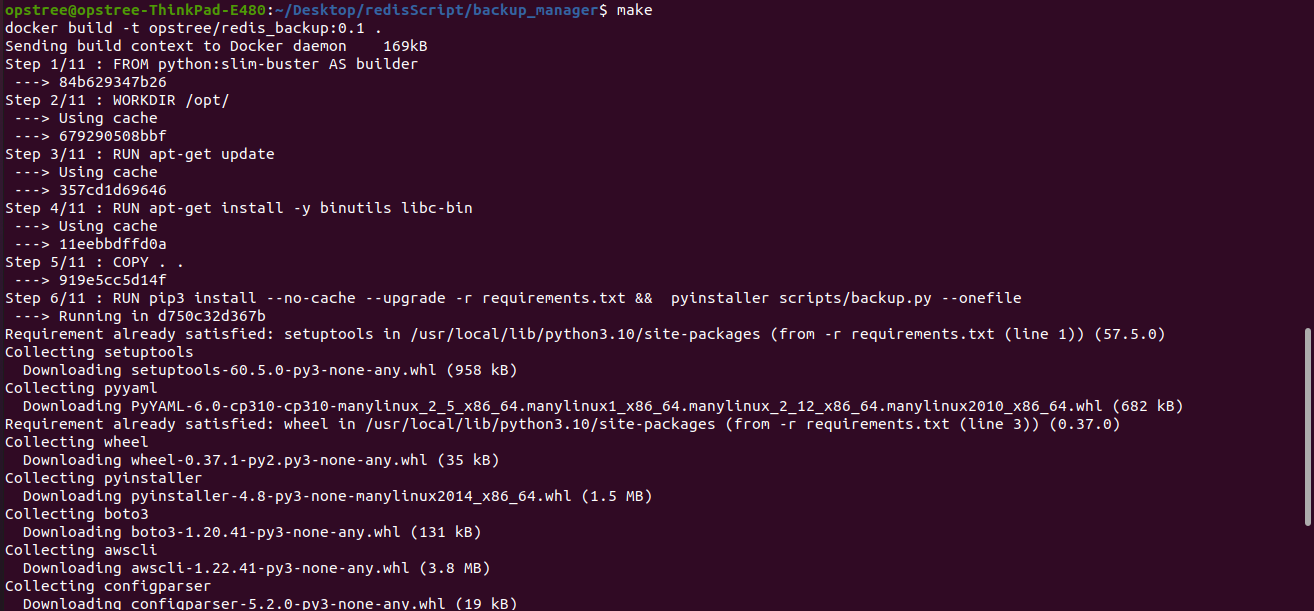 opstree@opstree-ThinkPad-E480:~/Desktop/redisScript/backup_manager$ make
docker build -t opstree/redis_backup:0.1 .
Sending build context to Docker daemon    169kB
Step 1/11 : FROM python:slim-buster AS builder
 ---> 84b629347b26
Step 2/11 : WORKDIR /opt/
 ---> Using cache
 ---> 679290508bbf
Step 3/11 : RUN apt-get update
 ---> Using cache
 ---> 357cd1d69646
Step 4/11 : RUN apt-get install -y binutils libc-bin
 ---> Using cache
 ---> 11eebbdffd0a
Step 5/11 : COPY . .
 ---> 919e5cc5d14f
Step 6/11 : RUN pip3 install --no-cache --upgrade -r requirements.txt &&  pyinstaller scripts/backup.py --onefile
 ---> Running in d750c32d367b
Requirement already satisfied: setuptools in /usr/local/lib/python3.10/site-packages (from -r requirements.txt (line 1)) (57.5.0)
Collecting setuptools
  Downloading setuptools-60.5.0-py3-none-any.whl (958 kB)
Collecting pyyaml
  Downloading PyYAML-6.0-cp310-cp310-manylinux_2_5_x86_64.manylinux1_x86_64.manylinux_2_12_x86_64.manylinux2010_x86_64.whl (682 kB)
Requirement already satisfied: wheel in /usr/local/lib/python3.10/site-packages (from -r requirements.txt (line 3)) (0.37.0)
Collecting wheel
  Downloading wheel-0.37.1-py2.py3-none-any.whl (35 kB)
Collecting pyinstaller
  Downloading pyinstaller-4.8-py3-none-manylinux2014_x86_64.whl (1.5 MB)
Collecting boto3
  Downloading boto3-1.20.41-py3-none-any.whl (131 kB)
Collecting awscli
  Downloading awscli-1.22.41-py3-none-any.whl (3.8 MB)
Collecting configparser
  Downloading configparser-5.2.0-py3-none-any.whl (19 kB)